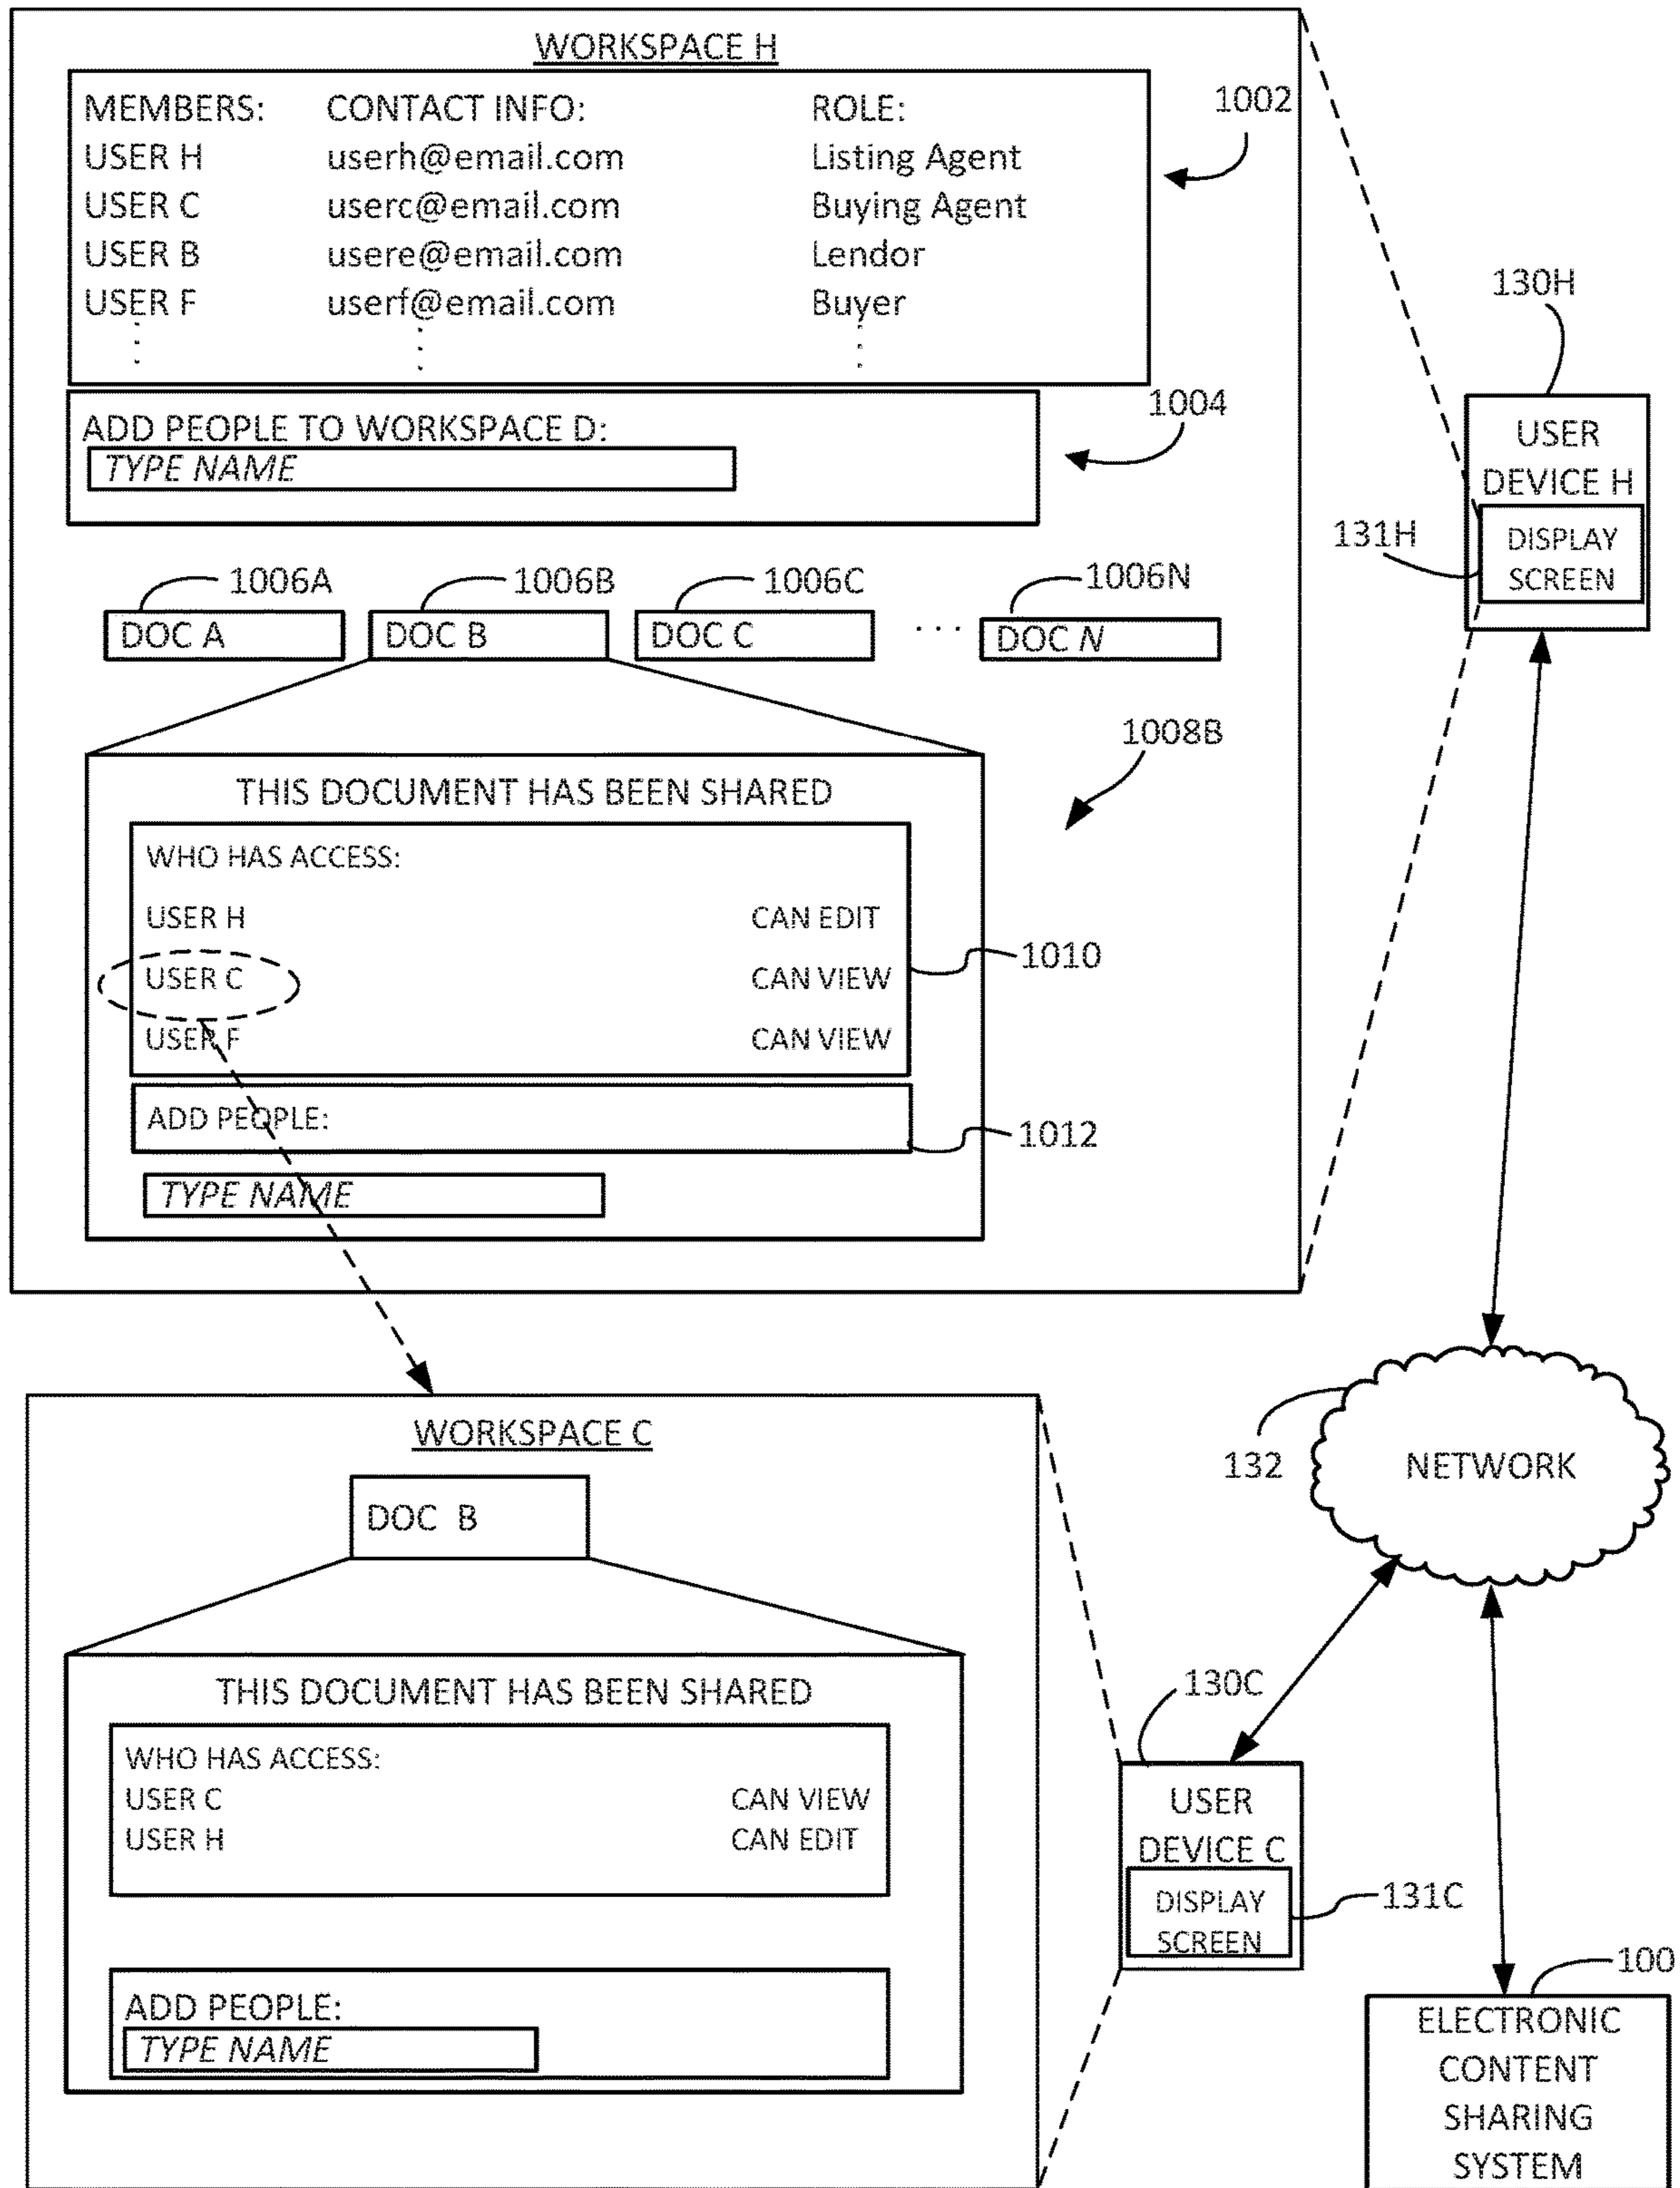 WORKSPACE H
MEMBERS: CONTACT INFO: ROLE:
USER H userh@email.com Listing Agent
USER C userc@email.com Buying Agent
USER B usere@email.com Lendor
USER F userf@email.com Buyer
1002
ADD PEOPLE TO WORKSPACE D:
TYPE NAME
1004
130H
USER
DEVICE H
DISPLAY
SCREEN
131H
1006A 1006B 1006C 1006N
DOC A DOC B DOC C ... DOC N
1008B
THIS DOCUMENT HAS BEEN SHARED
WHO HAS ACCESS:
USER H CAN EDIT
USER C CAN VIEW
USER F CAN VIEW
1010
ADD PEOPLE:
1012
TYPE NAME
132
NETWORK
WORKSPACE C
DOC B
THIS DOCUMENT HAS BEEN SHARED
WHO HAS ACCESS:
USER C CAN VIEW
USER H CAN EDIT
ADD PEOPLE:
TYPE NAME
130C
USER
DEVICE C
DISPLAY
SCREEN
131C
100
ELECTRONIC
CONTENT
SHARING
SYSTEM